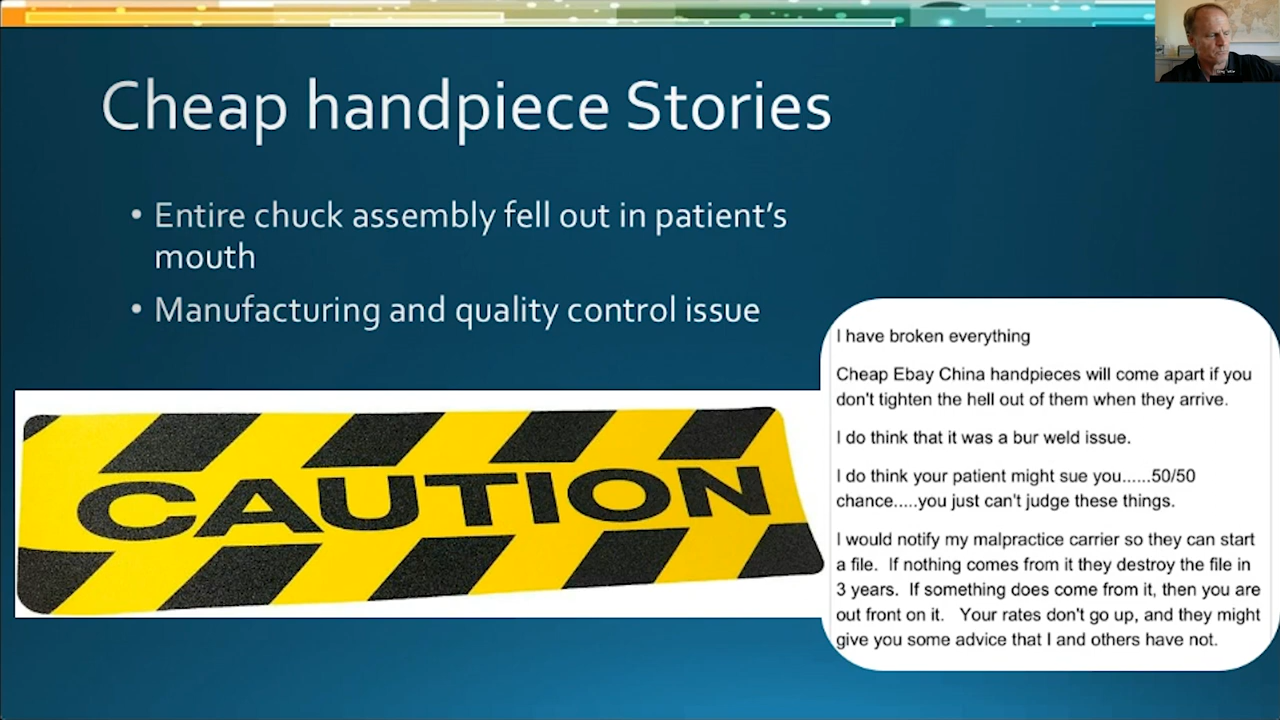 Cheap handpiece Stories
• Entire chuck assembly fell out in patient's
mouth
• Manufacturing and quality control issue
CAUTION
I have broken everything
Cheap Ebay China handpieces will come apart if you
don't tighten the hell out of them when they arrive.
I do think that it was a bur weld issue.
I do think your patient might sue you......50/50
chance.....you just can't judge these things.
I would notify my malpractice carrier so they can start
a file.  If nothing comes from it they destroy the file in
3 years.  If something does come from it, then you are
out front on it.   Your rates don't go up, and they might
give you some advice that I and others have not.